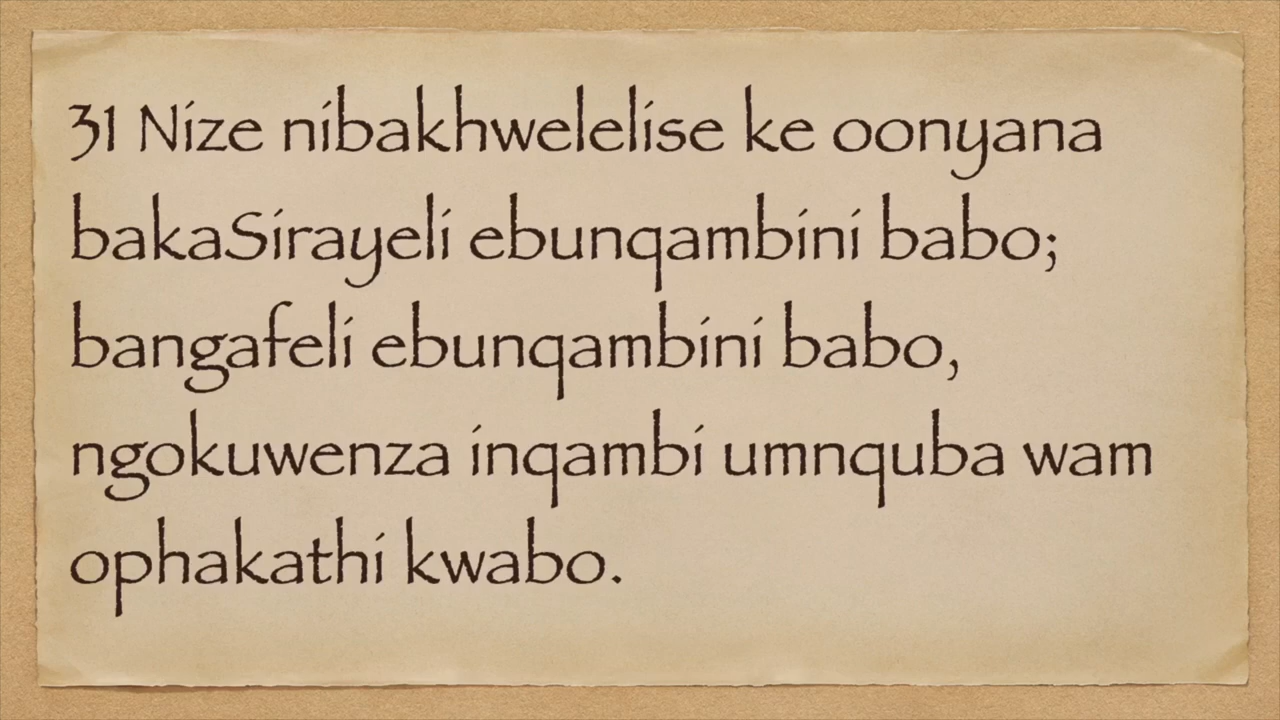 31 Nize nibakhwelelise ke oonyana
bakaSirayeli ebunqambini babo;
bangafeli ebunqambini babo,
ngokuwenza inqambi umnquba wam
ophakathi kwabo.